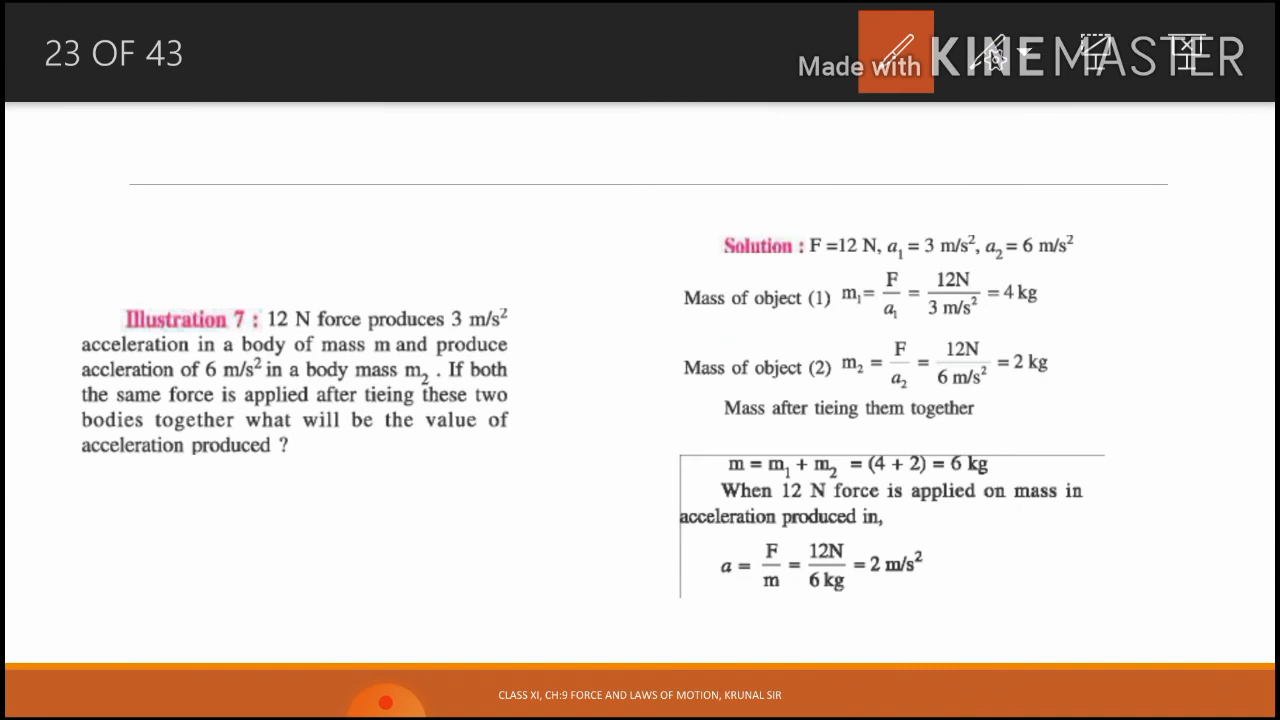 23 OF 43
Made with KINEMASTER
Illustration 7 : 12 N force produces 3 m/s²
acceleration in a body of mass m and produce
accleration of 6 m/s² in a body mass m₂ . If both
the same force is applied after tieing these two
bodies together what will be the value of
acceleration produced ?
Solution : F =12 N, a₁ = 3 m/s², a₂ = 6 m/s²
Mass of object (1) m₁= F/a₁ = 12N/3 m/s² = 4 kg
Mass of object (2) m₂ = F/a₂ = 12N/6 m/s² = 2 kg
Mass after tieing them together
m = m₁ + m₂ = (4 + 2) = 6 kg
When 12 N force is applied on mass in
acceleration produced in,
a = F/m = 12N/6 kg = 2 m/s²
CLASS XI, CH:9 FORCE AND LAWS OF MOTION, KRUNAL SIR